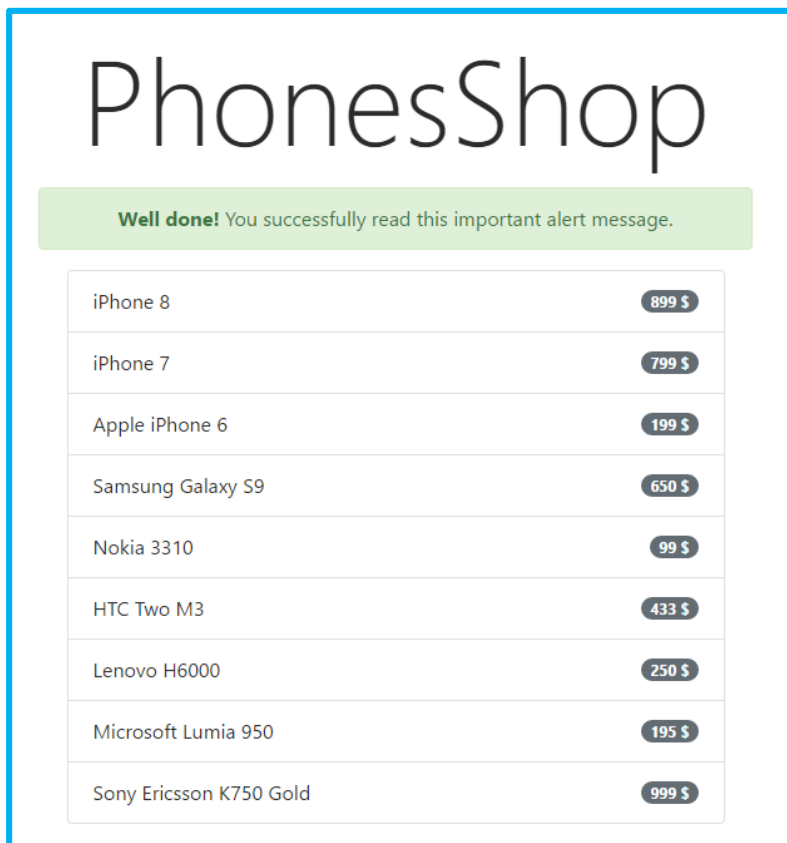 PhonesShop
Well done! You successfully read this important alert message.
iPhone 8 899 $
iPhone 7 799 $
Apple iPhone 6 199 $
Samsung Galaxy S9 650 $
Nokia 3310 99 $
HTC Two M3 433 $
Lenovo H6000 250 $
Microsoft Lumia 950 195 $
Sony Ericsson K750 Gold 999 $